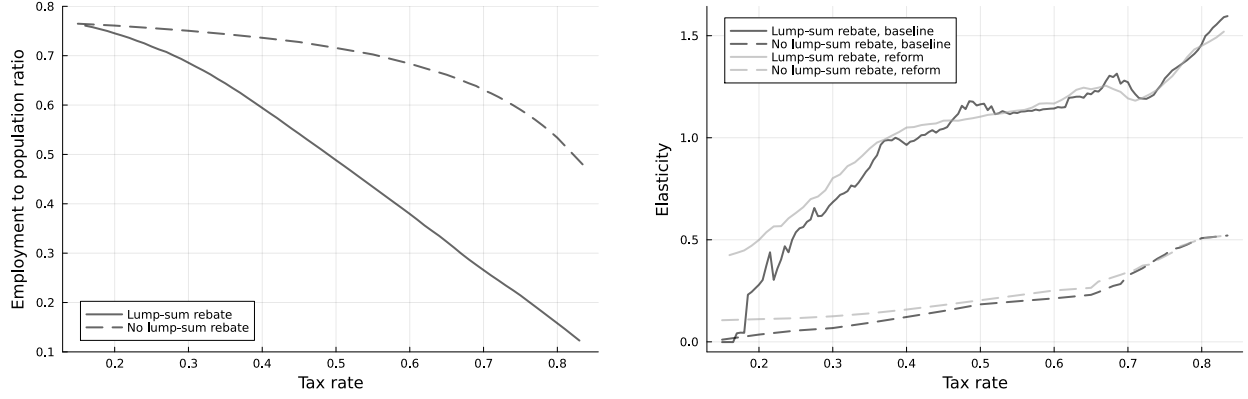 0.8
0.7
0.6
0.5
0.4
0.3
0.2
0.1
Employment to population ratio
Lump-sum rebate
No lump-sum rebate
0.2 0.3 0.4 0.5 0.6 0.7 0.8
Tax rate
1.5
1.0
0.5
0.0
Elasticity
Lump-sum rebate, baseline
No lump-sum rebate, baseline
Lump-sum rebate, reform
No lump-sum rebate, reform
0.2 0.3 0.4 0.5 0.6 0.7 0.8
Tax rate